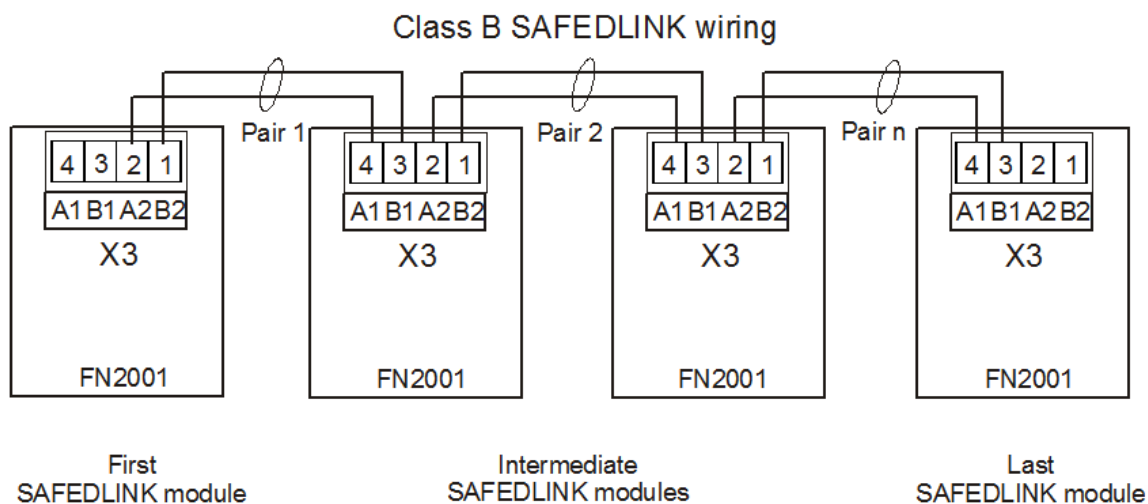 Class B SAFEDLINK wiring
Pair 1
Pair 2
Pair n
4 3 2 1
A1 B1 A2 B2
X3
FN2001
4 3 2 1
A1 B1 A2 B2
X3
FN2001
4 3 2 1
A1 B1 A2 B2
X3
FN2001
4 3 2 1
A1 B1 A2 B2
X3
FN2001
First
SAFEDLINK module
Intermediate
SAFEDLINK modules
Last
SAFEDLINK module